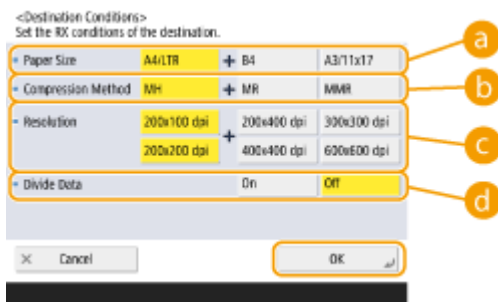 <Destination Conditions>
Set the RX conditions of the destination.
Paper Size A4/LTR + B4 A3/11x17 a
Compression Method MH + MR MMR b
Resolution 200x100 dpi + 200x400 dpi 300x300 dpi c
200x200 dpi 400x400 dpi 600x600 dpi
Divide Data On Off d
× Cancel OK